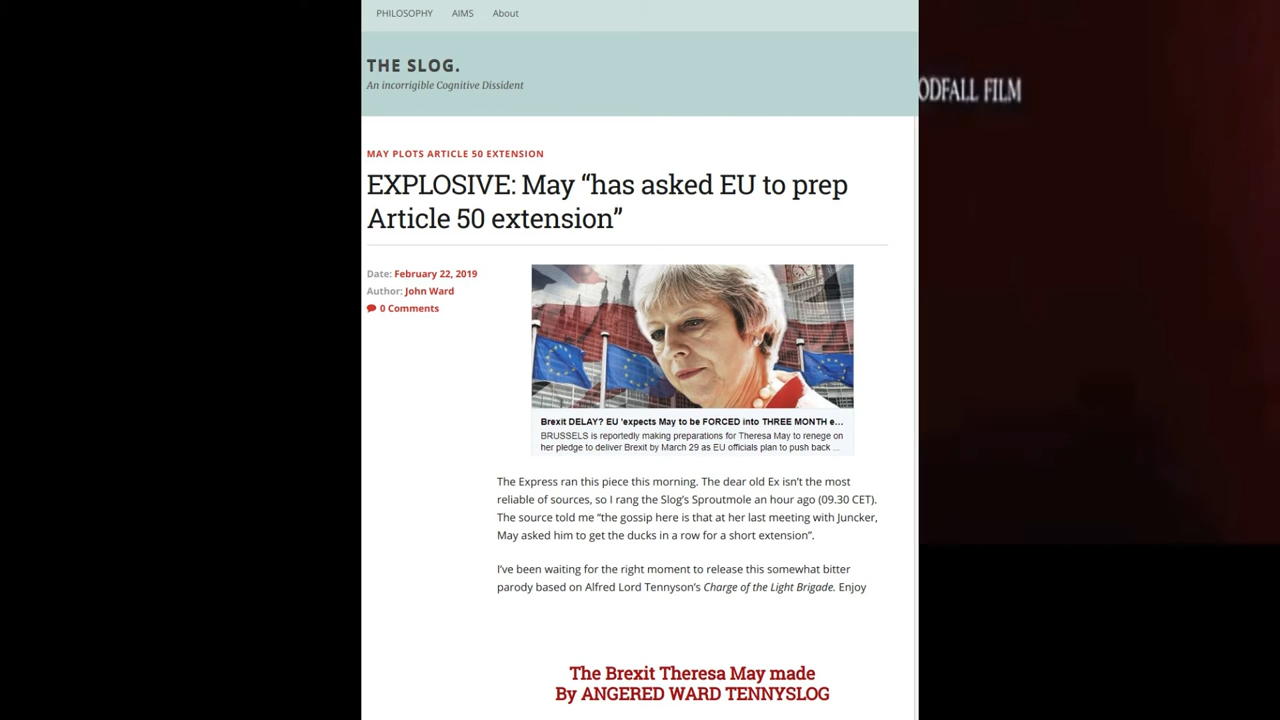 PHILOSOPHY AIMS About
THE SLOG.
An incorrigible Cognitive Dissident
ODFALL FILM
MAY PLOTS ARTICLE 50 EXTENSION
EXPLOSIVE: May “has asked EU to prep
Article 50 extension”
Date: February 22, 2019
Author: John Ward
0 Comments
Brexit DELAY? EU 'expects May to be FORCED into THREE MONTH e...
BRUSSELS is reportedly making preparations for Theresa May to renege on
her pledge to deliver Brexit by March 29 as EU officials plan to push back ...
The Express ran this piece this morning. The dear old Ex isn’t the most
reliable of sources, so I rang the Slog’s Sproutmole an hour ago (09.30 CET).
The source told me “the gossip here is that at her last meeting with Juncker,
May asked him to get the ducks in a row for a short extension”.
I’ve been waiting for the right moment to release this somewhat bitter
parody based on Alfred Lord Tennyson’s Charge of the Light Brigade. Enjoy
The Brexit Theresa May made
By ANGERED WARD TENNYSLOG